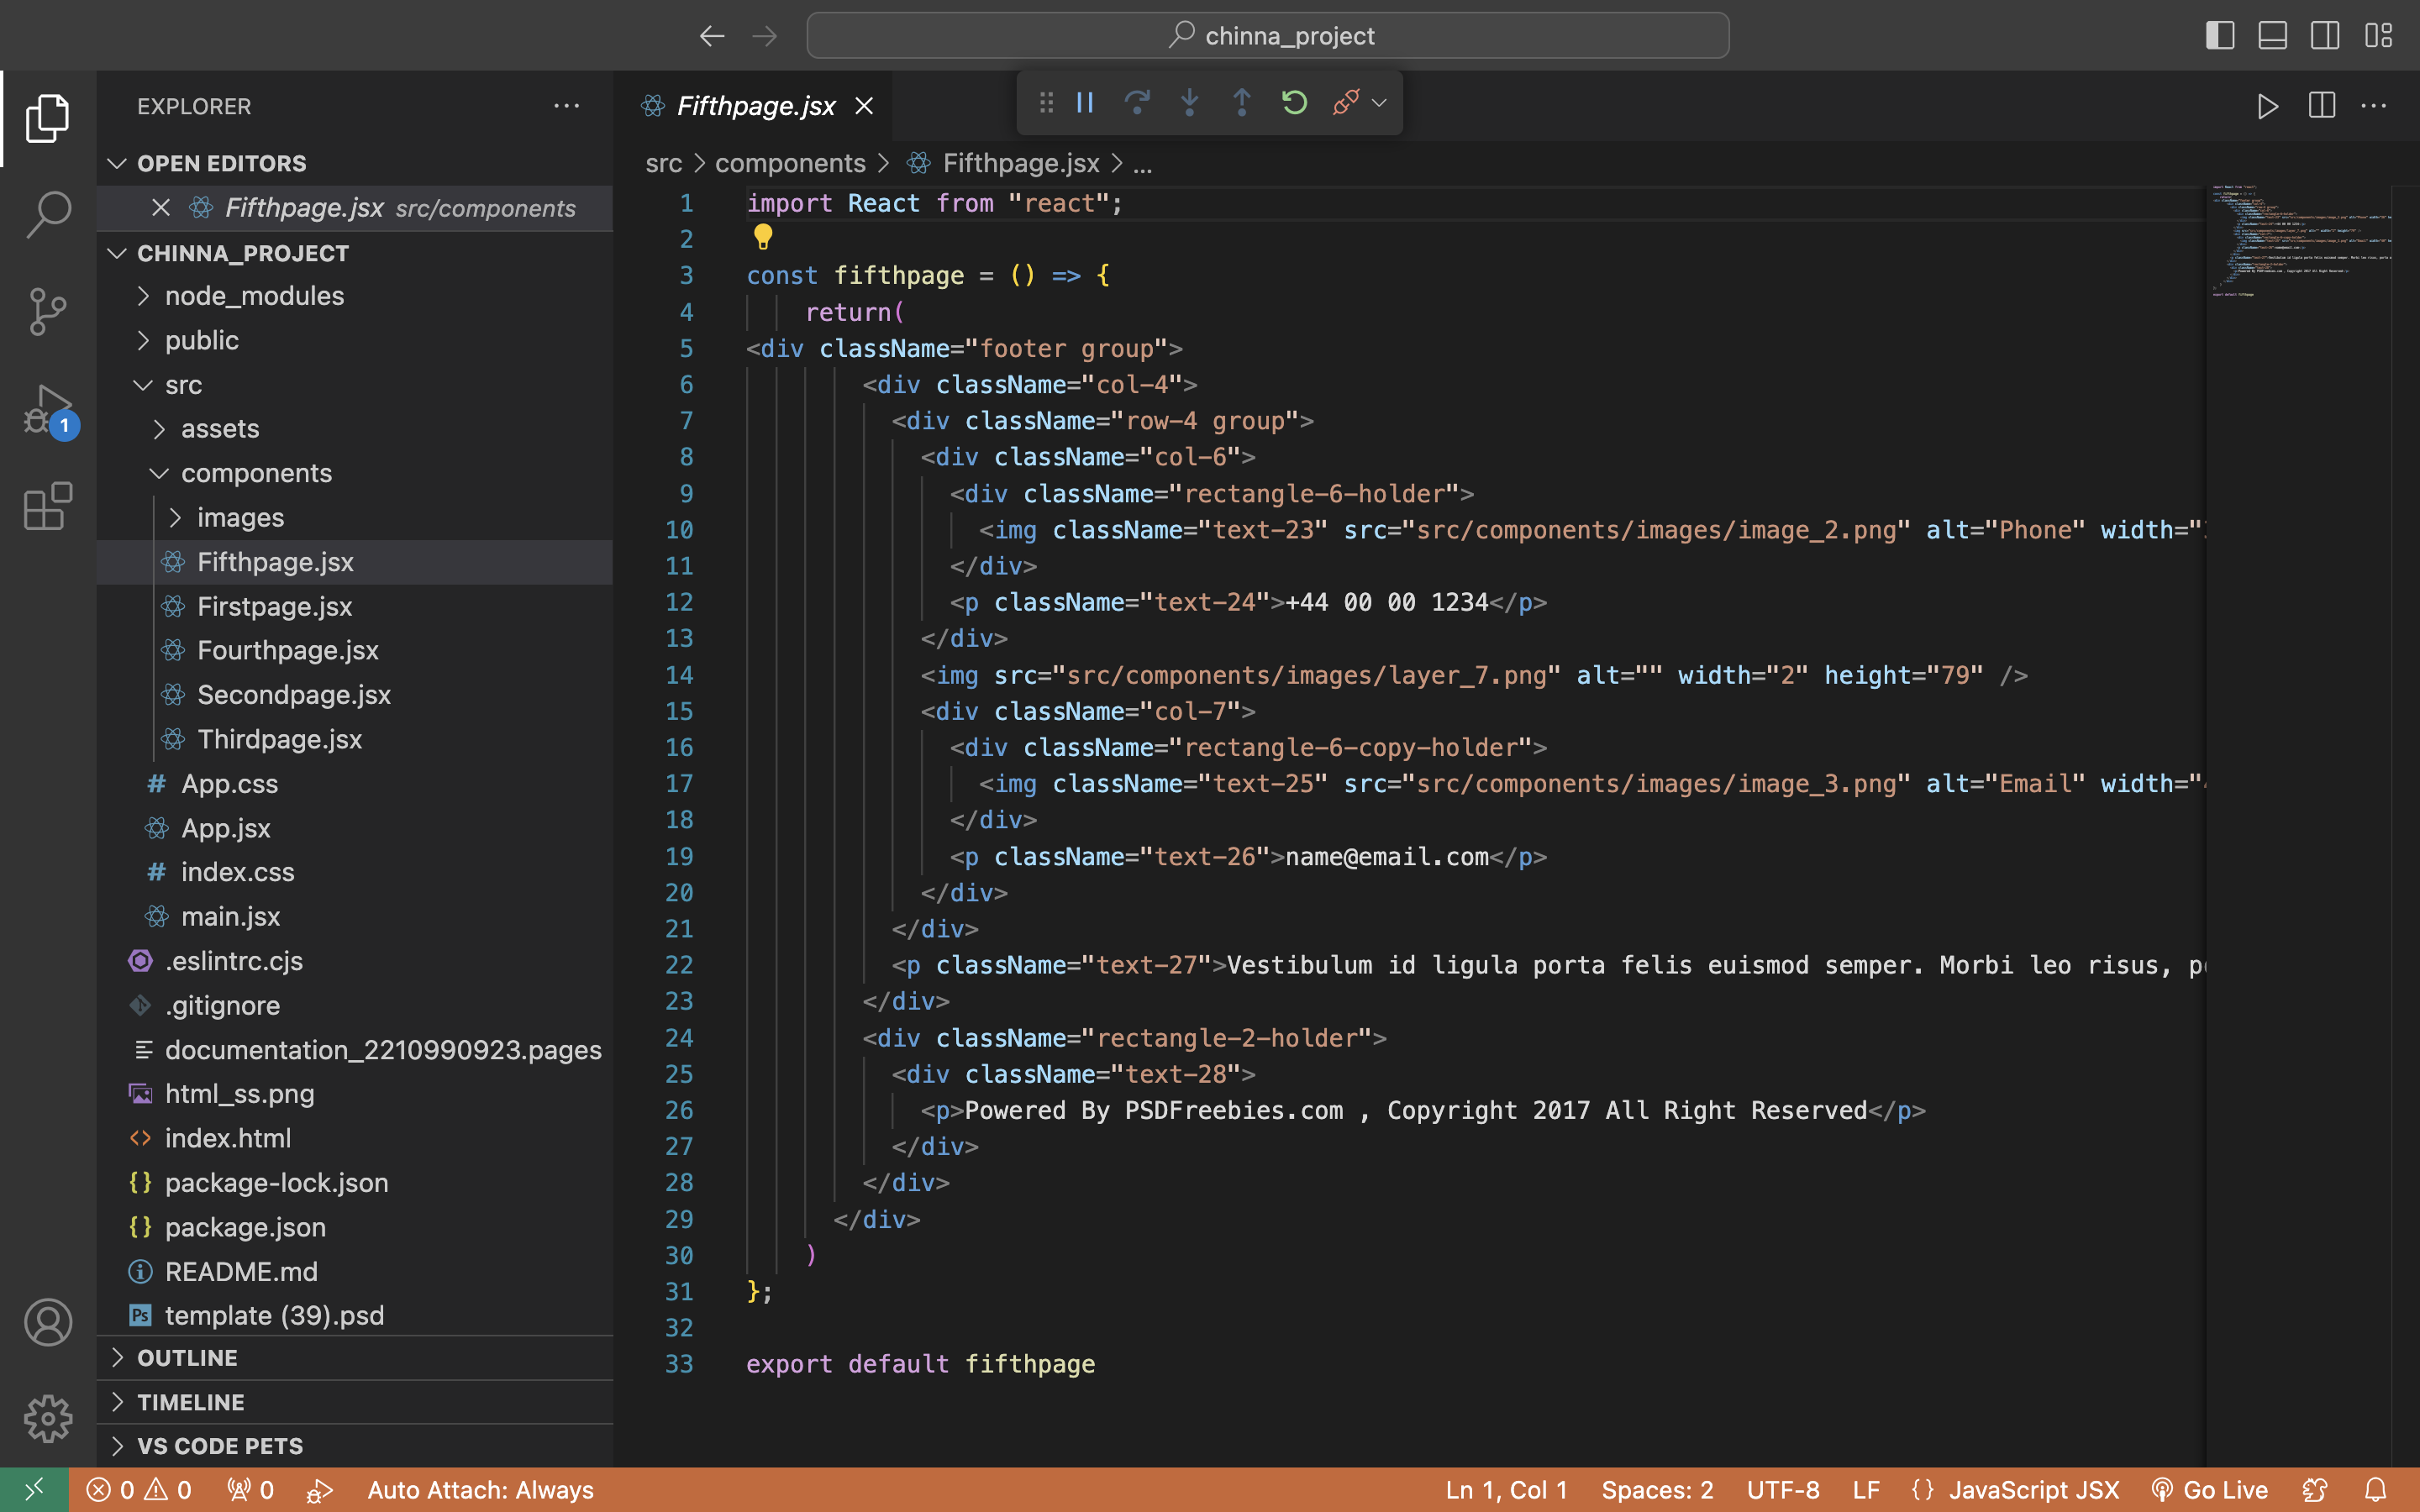 chinna_project
EXPLORER
OPEN EDITORS
Fifthpage.jsx src/components
CHINNA_PROJECT
node_modules
public
src
assets
components
images
Fifthpage.jsx
Firstpage.jsx
Fourthpage.jsx
Secondpage.jsx
Thirdpage.jsx
App.css
App.jsx
index.css
main.jsx
.eslintrc.cjs
.gitignore
documentation_2210990923.pages
html_ss.png
index.html
package-lock.json
package.json
README.md
template (39).psd
OUTLINE
TIMELINE
VS CODE PETS
1
Fifthpage.jsx
src > components > Fifthpage.jsx > ...
1 import React from "react";
2
3 const fifthpage = () => {
4 return(
5 <div className="footer group">
6 <div className="col-4">
7 <div className="row-4 group">
8 <div className="col-6">
9 <div className="rectangle-6-holder">
10 <img className="text-23" src="src/components/images/image_2.png" alt="Phone" width="
11 </div>
12 <p className="text-24">+44 00 00 1234</p>
13 </div>
14 <img src="src/components/images/layer_7.png" alt="" width="2" height="79" />
15 <div className="col-7">
16 <div className="rectangle-6-copy-holder">
17 <img className="text-25" src="src/components/images/image_3.png" alt="Email" width="
18 </div>
19 <p className="text-26">name@email.com</p>
20 </div>
21 </div>
22 <p className="text-27">Vestibulum id ligula porta felis euismod semper. Morbi leo risus,
23 </div>
24 <div className="rectangle-2-holder">
25 <div className="text-28">
26 <p>Powered By PSDFreebies.com , Copyright 2017 All Right Reserved</p>
27 </div>
28 </div>
29 </div>
30 )
31 };
32
33 export default fifthpage
0 0 0 Auto Attach: Always Ln 1, Col 1 Spaces: 2 UTF-8 LF {} JavaScript JSX Go Live